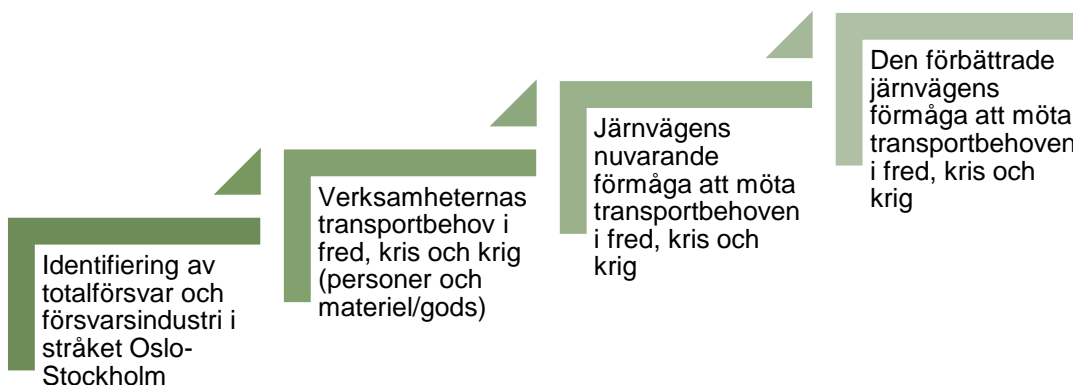 Identifiering av
totalförsvar och
försvarsindustri i
stråket Oslo-
Stockholm
Verksamheternas
transportbehov i
fred, kris och krig
(personer och
materiel/gods)
Järnvägens
nuvarande
förmåga att möta
transportbehoven
i fred, kris och
krig
Den förbättrade
järnvägens
förmåga att möta
transportbehoven
i fred, kris och
krig